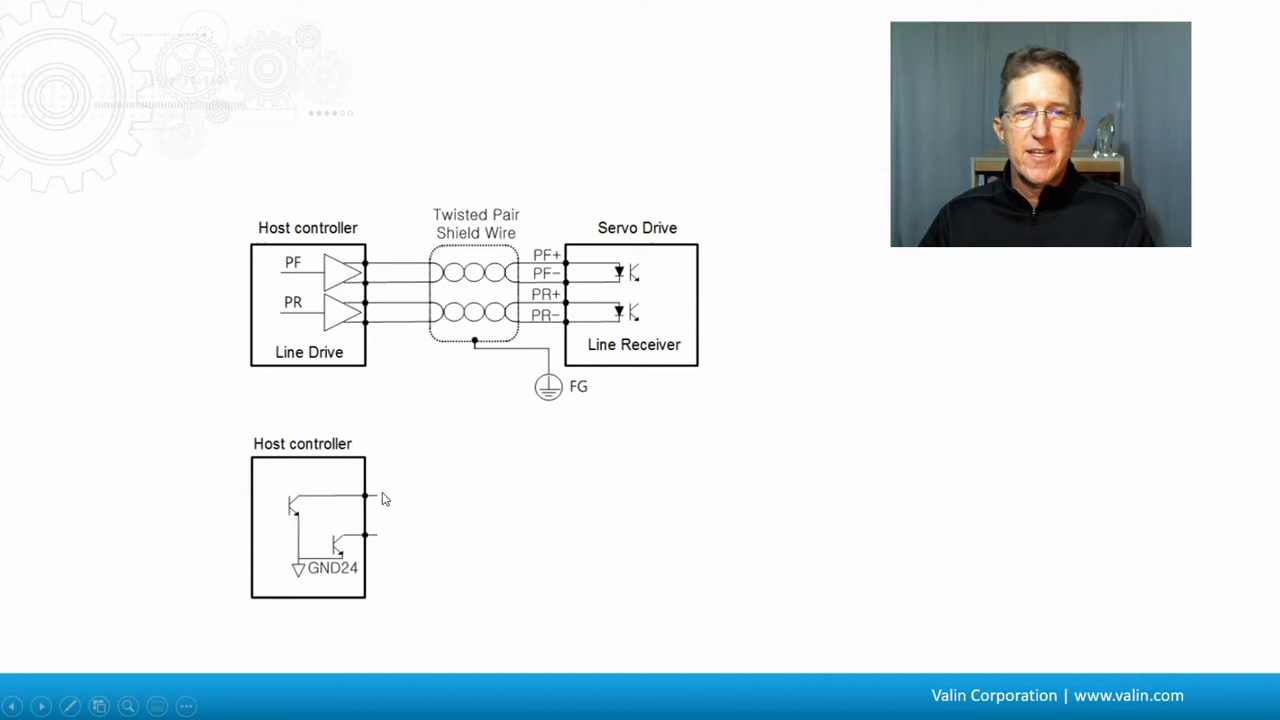 Twisted Pair
Shield Wire
Host controller
Servo Drive
PF
PR
PF+
PF-
PR+
PR-
Line Drive
Line Receiver
FG
Host controller
GND24
Valin Corporation | www.valin.com